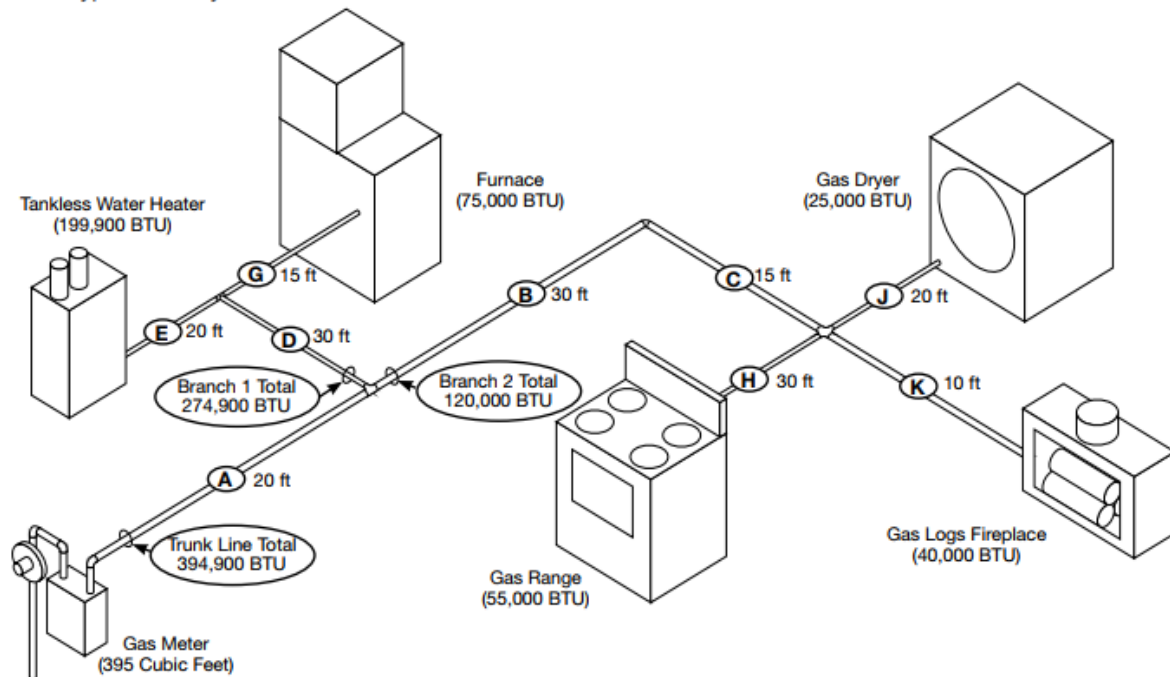 Furnace
(75,000 BTU)
Gas Dryer
(25,000 BTU)
Tankless Water Heater
(199,900 BTU)
G 15 ft
B 30 ft
C 15 ft
J 20 ft
E 20 ft
D 30 ft
Branch 1 Total
274,900 BTU
Branch 2 Total
120,000 BTU
H 30 ft
K 10 ft
A 20 ft
Trunk Line Total
394,900 BTU
Gas Logs Fireplace
(40,000 BTU)
Gas Range
(55,000 BTU)
Gas Meter
(395 Cubic Feet)